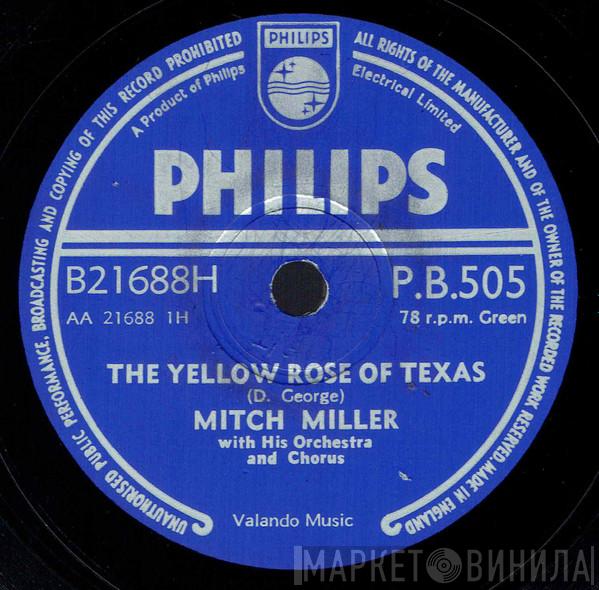 PHILIPS
UNAUTHORISED PUBLIC PERFORMANCE, BROADCASTING AND COPYING OF THIS RECORD PROHIBITED
ALL RIGHTS OF THE MANUFACTURER AND OF THE OWNER OF THE RECORDED WORK RESERVED. MADE IN ENGLAND
A Product of Philips Electrical Limited
PHILIPS
B21688H
P.B.505
AA 21688 1H
78 r.p.m. Green
THE YELLOW ROSE OF TEXAS
(D. George)
MITCH MILLER
with His Orchestra
and Chorus
Valando Music
МАРКЕТ ВИНИЛА